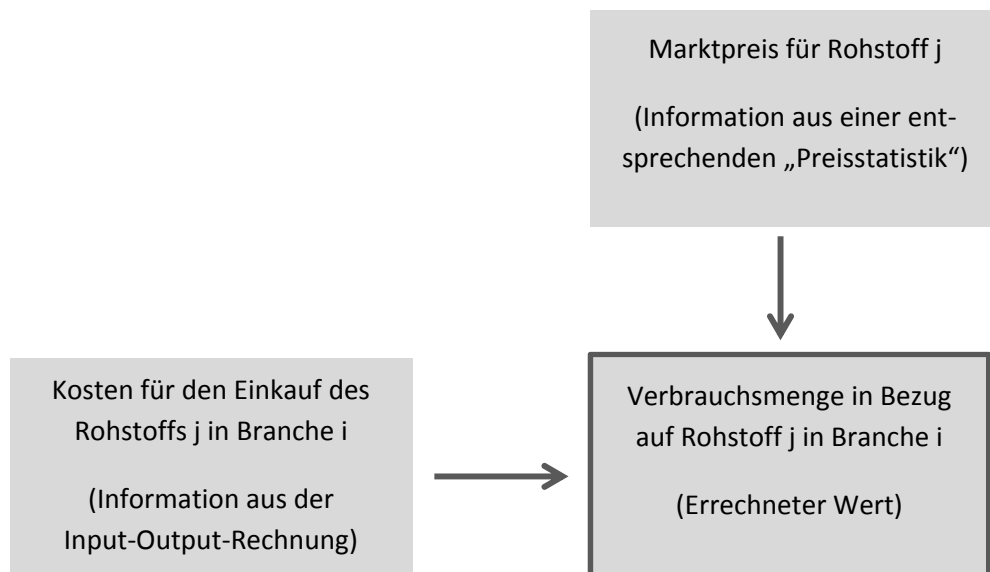 Marktpreis für Rohstoff j
(Information aus einer ent-
sprechenden „Preisstatistik“)
Kosten für den Einkauf des
Rohstoffs j in Branche i
(Information aus der
Input-Output-Rechnung)
Verbrauchsmenge in Bezug
auf Rohstoff j in Branche i
(Errechneter Wert)